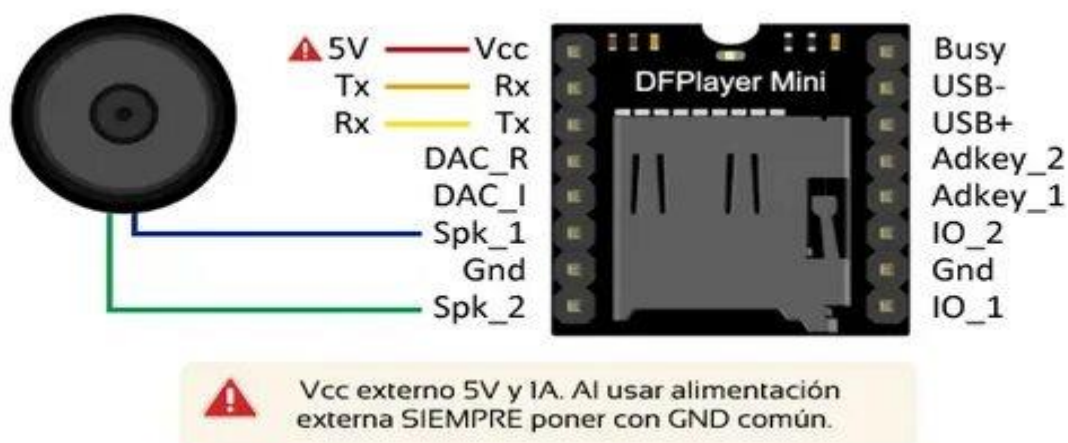 5V Vcc
Tx Rx
Rx Tx
DAC_R
DAC_I
Spk_1
Gnd
Spk_2
DFPlayer Mini
Busy
USB-
USB+
Adkey_2
Adkey_1
IO_2
Gnd
IO_1
Vcc externo 5V y 1A. Al usar alimentación
externa SIEMPRE poner con GND común.